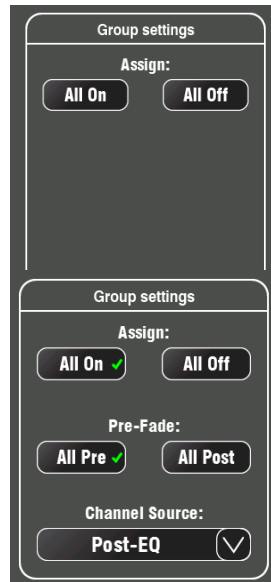 Group settings
Assign:
All On All Off
Group settings
Assign:
All On All Off
Pre-Fade:
All Pre All Post
Channel Source:
Post-EQ